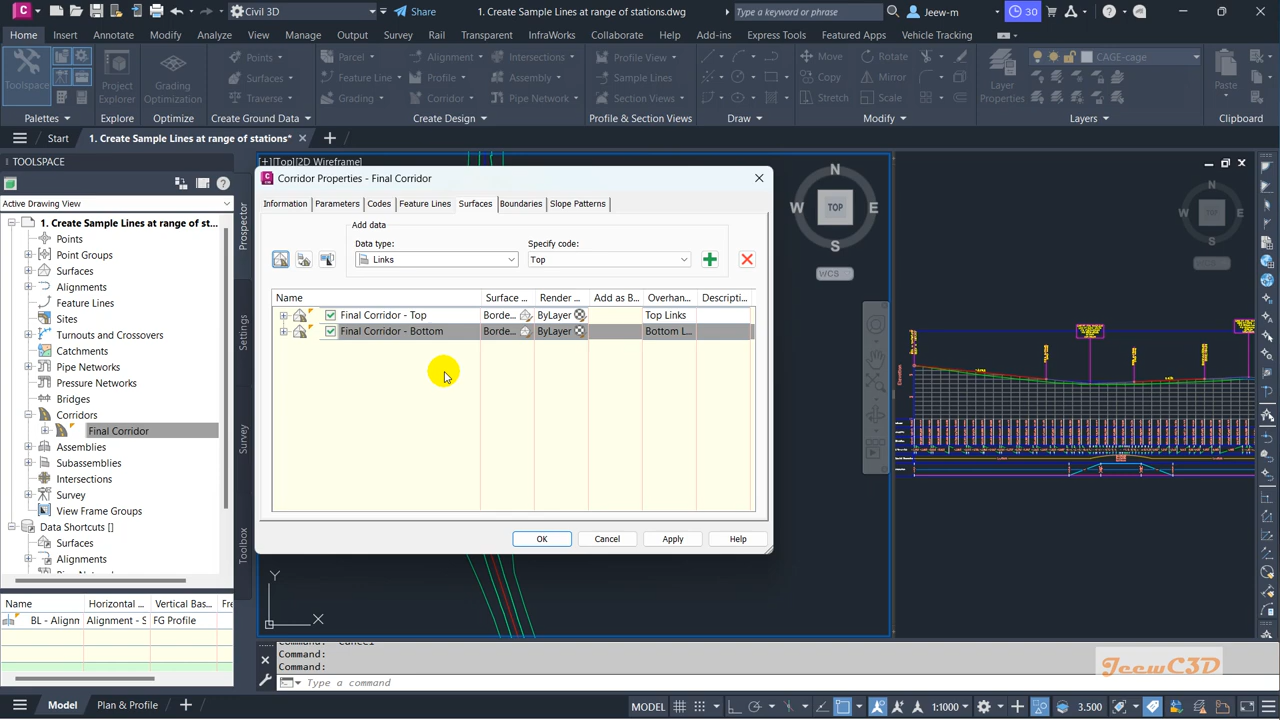 Civil 3D
Share
1. Create Sample Lines at range of stations.dwg
Type a keyword or phrase
Jeew-m
30
Home Insert Annotate Modify Analyze View Manage Output Survey Rail Transparent InfraWorks Collaborate Help Add-ins Express Tools Featured Apps Vehicle Tracking
Toolspace
Project Explorer
Grading Optimization
Points
Surfaces
Traverse
Parcel
Feature Line
Grading
Alignment
Profile
Corridor
Intersections
Assembly
Pipe Network
Profile View
Sample Lines
Section Views
Move
Copy
Stretch
Rotate
Mirror
Scale
Layer Properties
CAGE-cage
Paste
Palettes Explore Optimize Create Ground Data Create Design Profile & Section Views Draw Modify Layers Clipboard
Start 1. Create Sample Lines at range of stations*
TOOLSPACE
Active Drawing View
1. Create Sample Lines at range of st...
Points
Point Groups
Surfaces
Alignments
Feature Lines
Sites
Turnouts and Crossovers
Catchments
Pipe Networks
Pressure Networks
Bridges
Corridors
Final Corridor
Assemblies
Subassemblies
Intersections
Survey
View Frame Groups
Data Shortcuts []
Surfaces
Alignments
Prospector
Settings
Survey
Toolbox
Name Horizontal Vertical Bas... Fre
BL - Alignn Alignment - S FG Profile
[+][Top][2D Wireframe]
Corridor Properties - Final Corridor
Information Parameters Codes Feature Lines Surfaces Boundaries Slope Patterns
Add data
Data type: Specify code:
Links Top
Name Surface ... Render ... Add as B... Overhan... Descripti...
Final Corridor - Top Borde... ByLayer Top Links
Final Corridor - Bottom Borde... ByLayer Bottom L...
OK Cancel Apply Help
N
W TOP E
S
WCS
N
W TOP E
S
Y
X
Command: *Cancel*
Command:
Command:
Type a command
JeewC3D
Model Plan & Profile
MODEL
1:1000
3.500